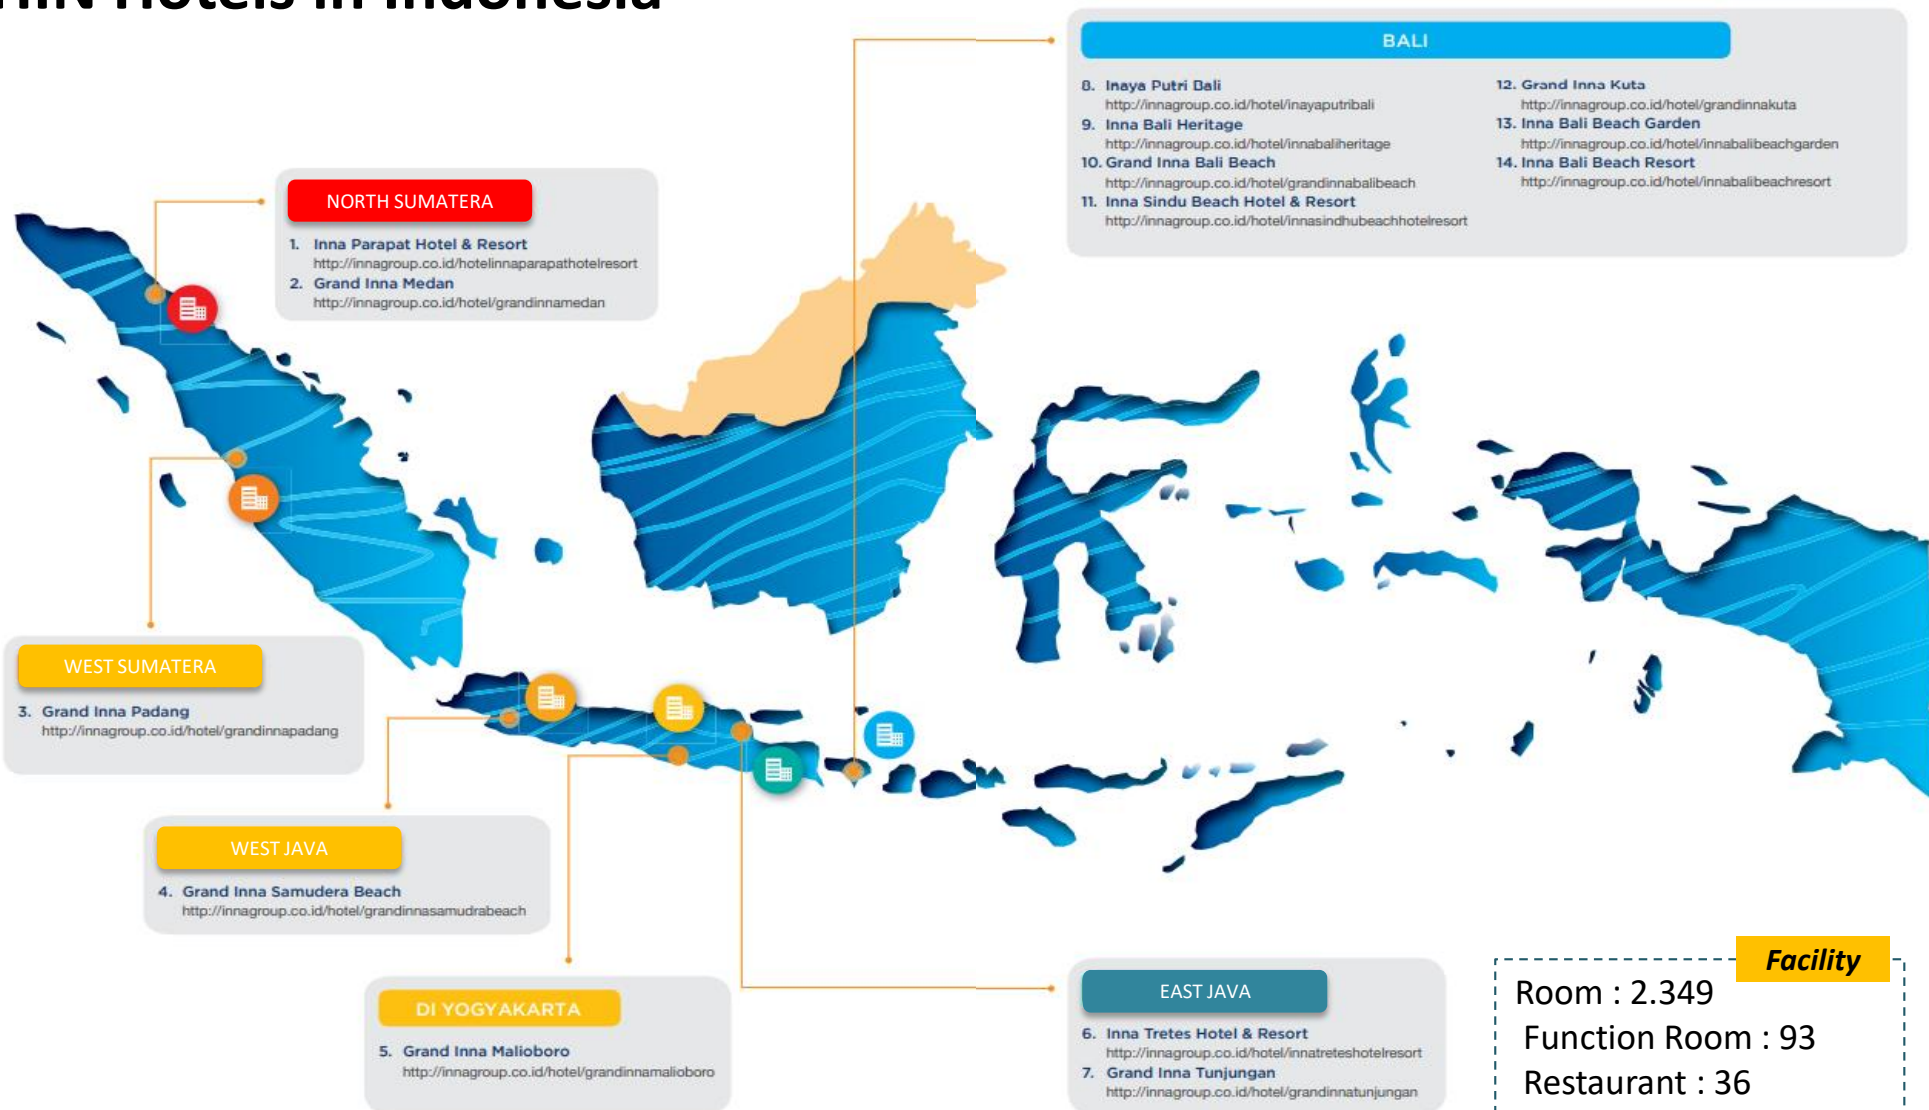 HIN Hotels in Indonesia
BALI
8. Inaya Putri Bali
http://innagroup.co.id/hotel/inayaputribali
9. Inna Bali Heritage
http://innagroup.co.id/hotel/innabaliheritage
10. Grand Inna Bali Beach
http://innagroup.co.id/hotel/grandinnabalibeach
11. Inna Sindu Beach Hotel & Resort
http://innagroup.co.id/hotel/innasindhubeachhotelresort
12. Grand Inna Kuta
http://innagroup.co.id/hotel/grandinnakuta
13. Inna Bali Beach Garden
http://innagroup.co.id/hotel/innabalibeachgarden
14. Inna Bali Beach Resort
http://innagroup.co.id/hotel/innabalibeachresort
NORTH SUMATERA
1. Inna Parapat Hotel & Resort
http://innagroup.co.id/hotelinnaparapathotelresort
2. Grand Inna Medan
http://innagroup.co.id/hotel/grandinnamedan
WEST SUMATERA
3. Grand Inna Padang
http://innagroup.co.id/hotel/grandinnapadang
WEST JAVA
4. Grand Inna Samudera Beach
http://innagroup.co.id/hotel/grandinnasamudrabeach
DI YOGYAKARTA
5. Grand Inna Malioboro
http://innagroup.co.id/hotel/grandinnamalioboro
EAST JAVA
6. Inna Tretes Hotel & Resort
http://innagroup.co.id/hotel/innatreteshotelresort
7. Grand Inna Tunjungan
http://innagroup.co.id/hotel/grandinnatunjungan
Facility
Room : 2.349
Function Room : 93
Restaurant : 36